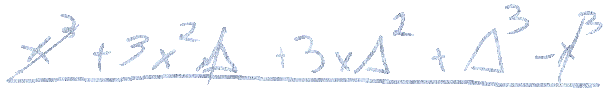 x³ + 3x²Δ + 3xΔ² + Δ³ - x³